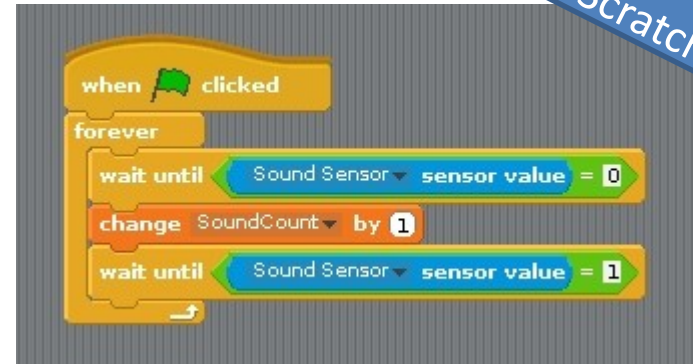 Scratch
when clicked
forever
wait until Sound Sensor sensor value = 0
change SoundCount by 1
wait until Sound Sensor sensor value = 1